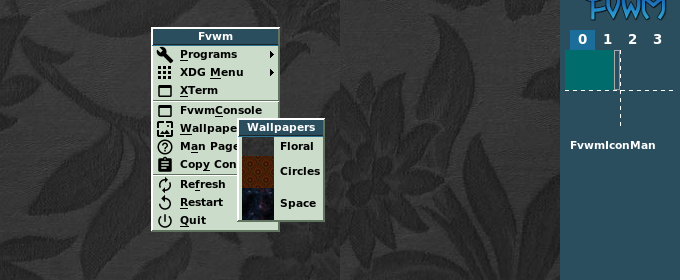 Fvwm
Programs
XDG Menu
XTerm
FvwmConsole
Wallpape
Man Page
Copy Con
Refresh
Restart
Quit
Wallpapers
Floral
Circles
Space
FVWM
0 1 2 3
FvwmIconMan